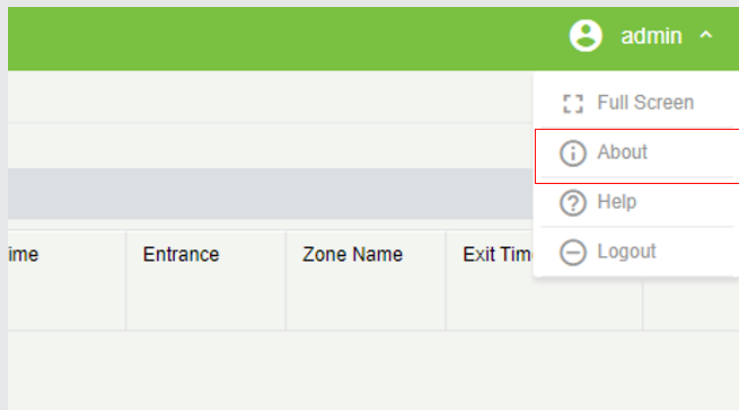 admin
Full Screen
About
Help
ime Entrance Zone Name Exit Tim
Logout